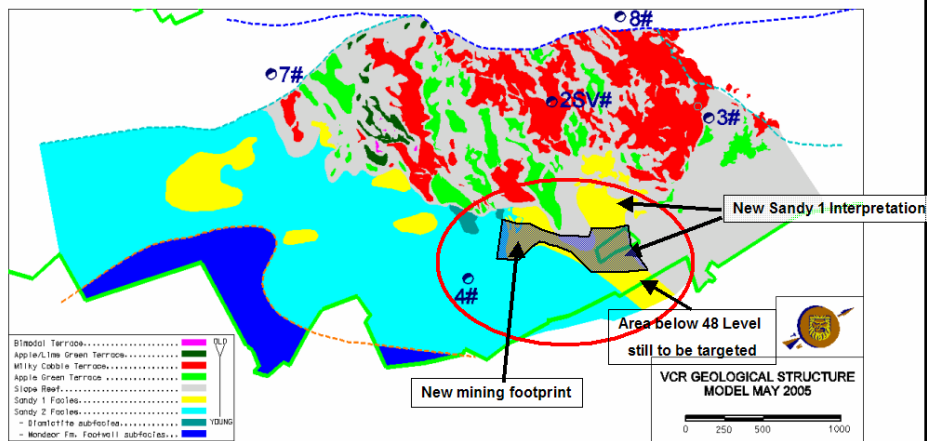 8#
7#
2SV#
3#
New Sandy 1 Interpretation
4#
Area below 48 Level
still to be targeted
New mining footprint
Bimodal Terrace
Apple/Lime Green Terrace
Milky Cobble Terrace
Apple Green Terrace
Slope Reef
Sandy 1 Facies
Sandy 2 Facies
- Diamictite subfacies
- Mondeor Fm. Footwall subfacies
OLD
YOUNG
VCR GEOLOGICAL STRUCTURE
MODEL MAY 2005
0 500 1000